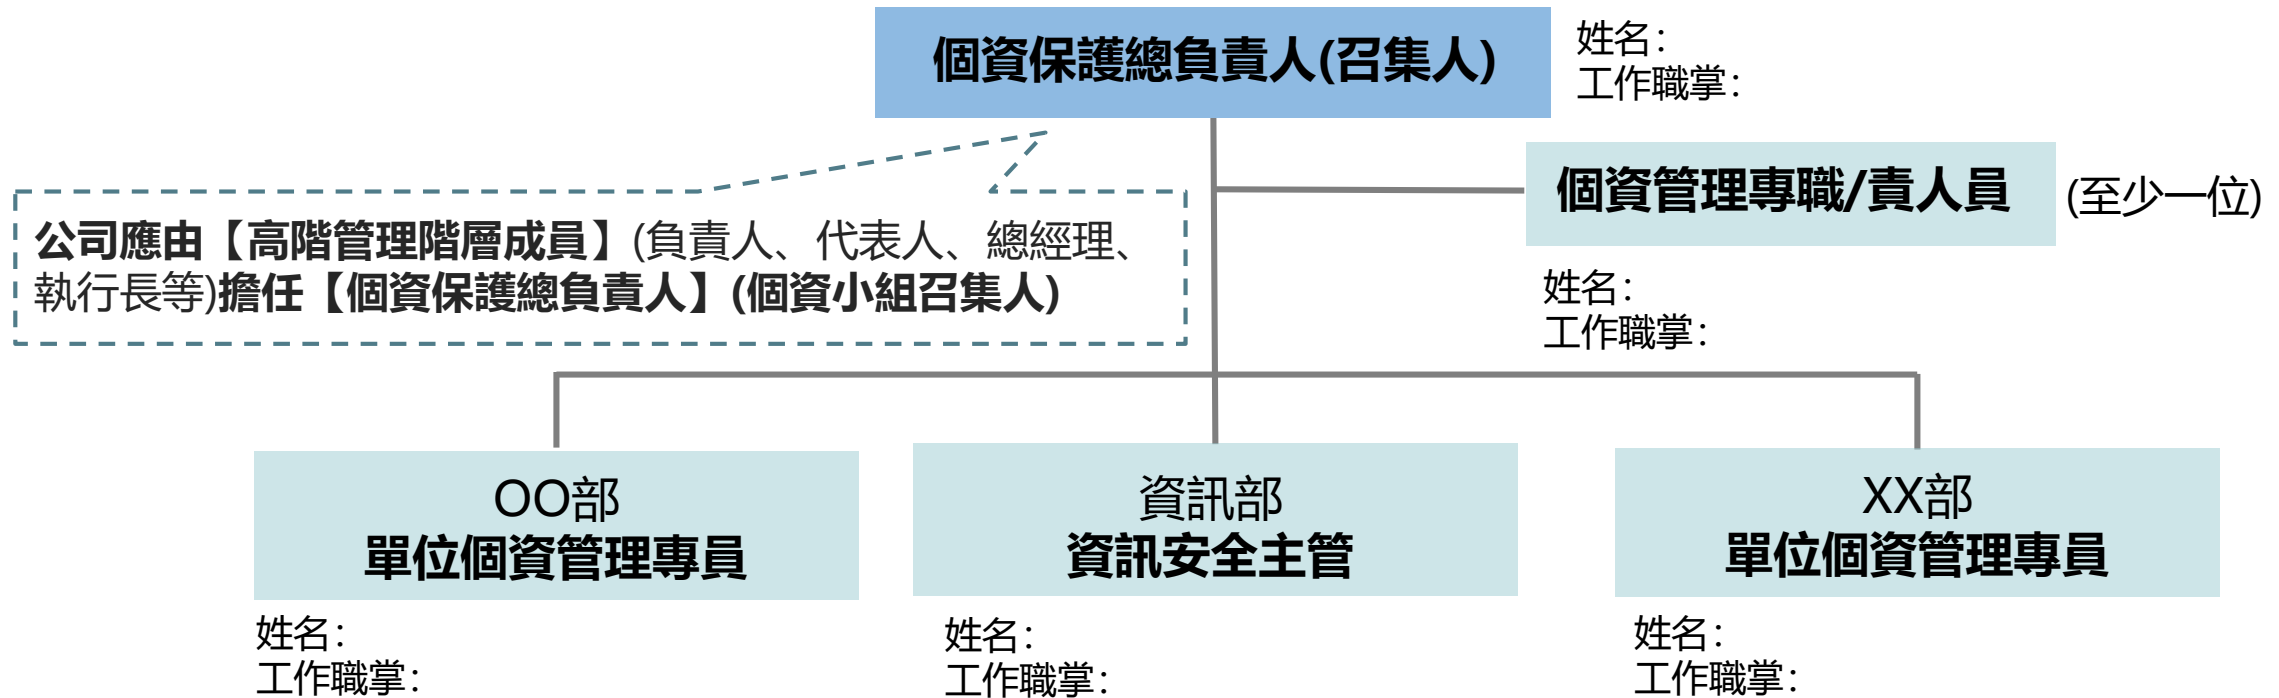 個資保護總負責人(召集人)
姓名：
工作職掌：
個資管理專職/責人員
(至少一位)
姓名：
工作職掌：
公司應由【高階管理階層成員】(負責人、代表人、總經理、
執行長等)擔任【個資保護總負責人】(個資小組召集人)
OO部
單位個資管理專員
姓名：
工作職掌：
資訊部
資訊安全主管
姓名：
工作職掌：
XX部
單位個資管理專員
姓名：
工作職掌：